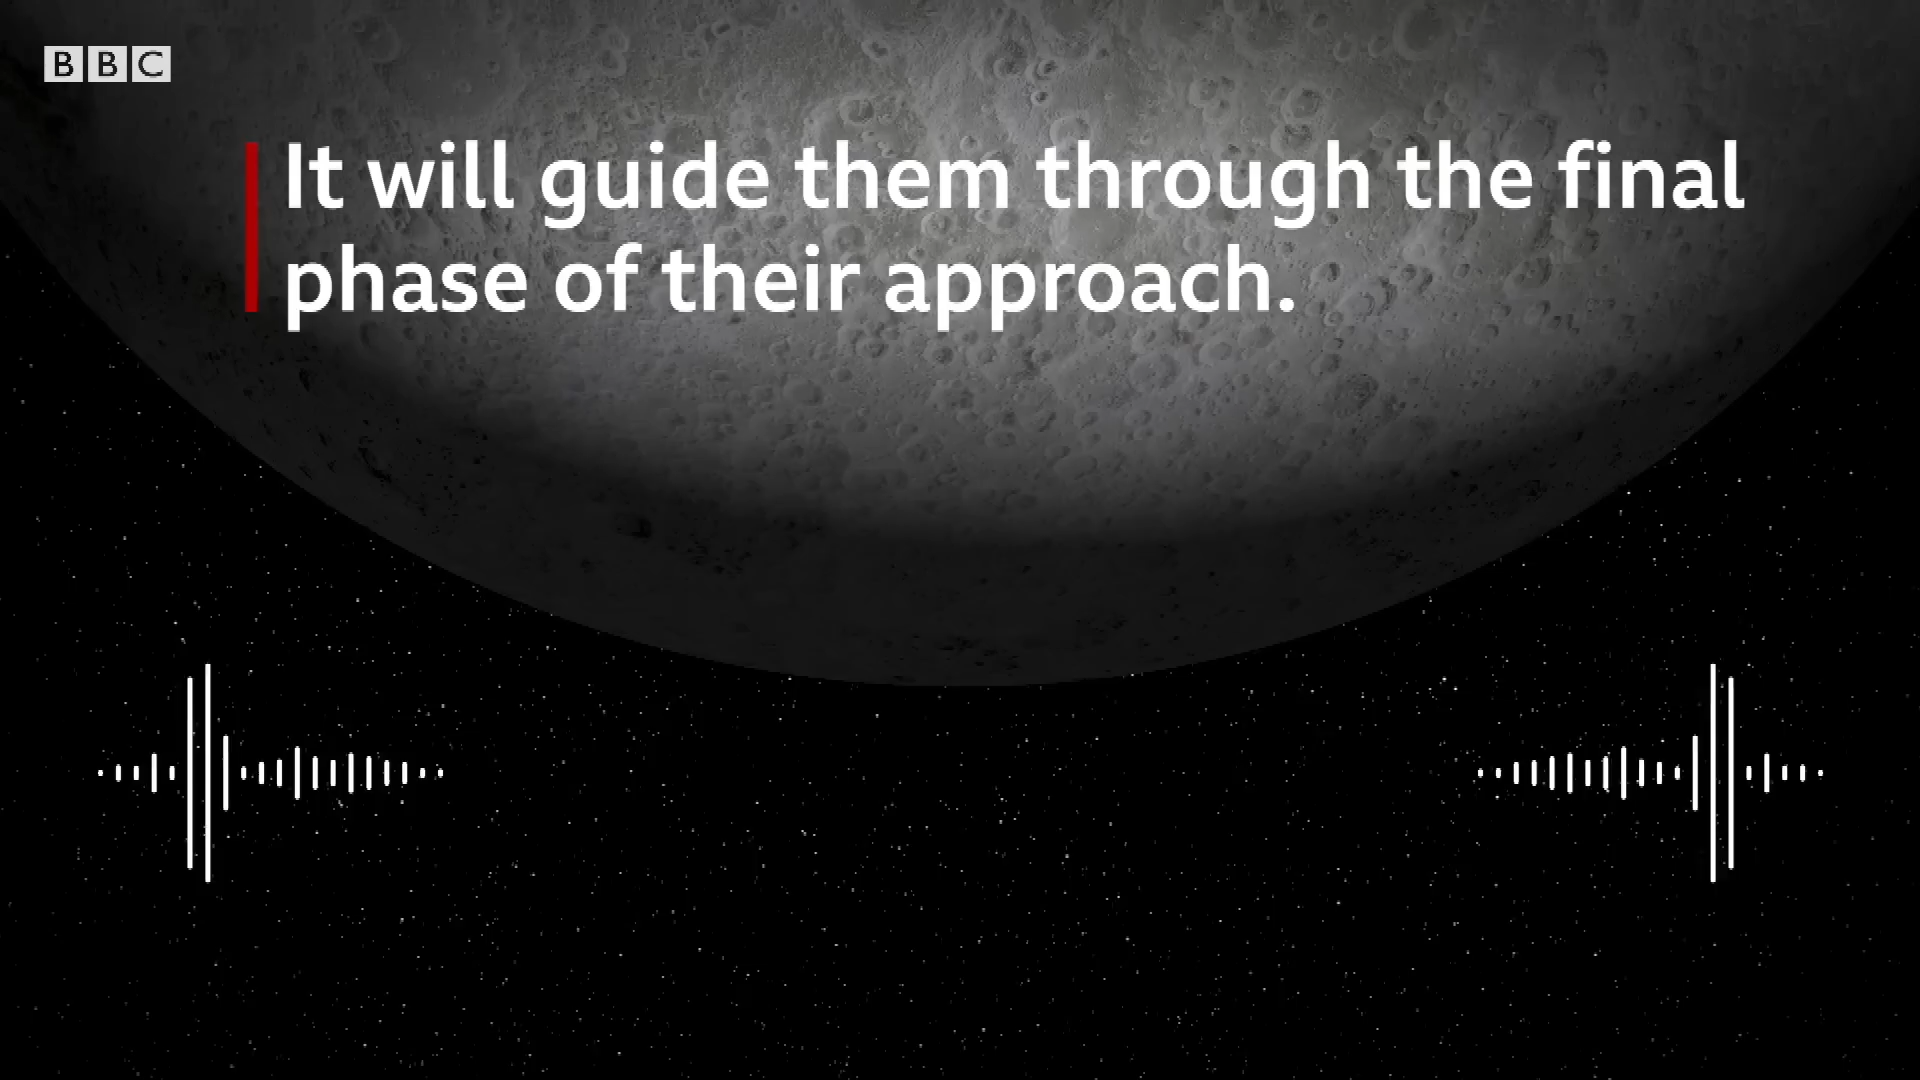 BBC
It will guide them through the final
phase of their approach.